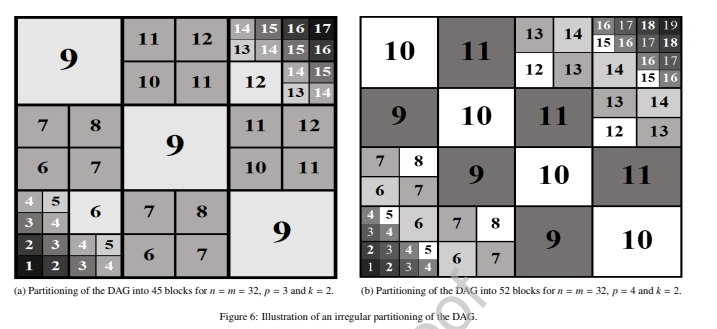 14 15 16 17
11 12
13 14 15 16
9
14 15
10 11 12
13 14
7 8 11 12
9
6 7 10 11
4 5
6 7 8
3 4
9
2 3 4 5
6 7
1 2 3 4
16 17 18 19
13 14
15 16 17 18
10 11
16 17
12 13 14
15 16
13 14
9 10 11
12 13
7 8
9 10 11
6 7
4 5
6 7 8
3 4
9 10
2 3 4 5
6 7
1 2 3 4
(a) Partitioning of the DAG into 45 blocks for n = m = 32, p = 3 and k = 2.
(b) Partitioning of the DAG into 52 blocks for n = m = 32, p = 4 and k = 2.
Figure 6: Illustration of an irregular partitioning of the DAG.